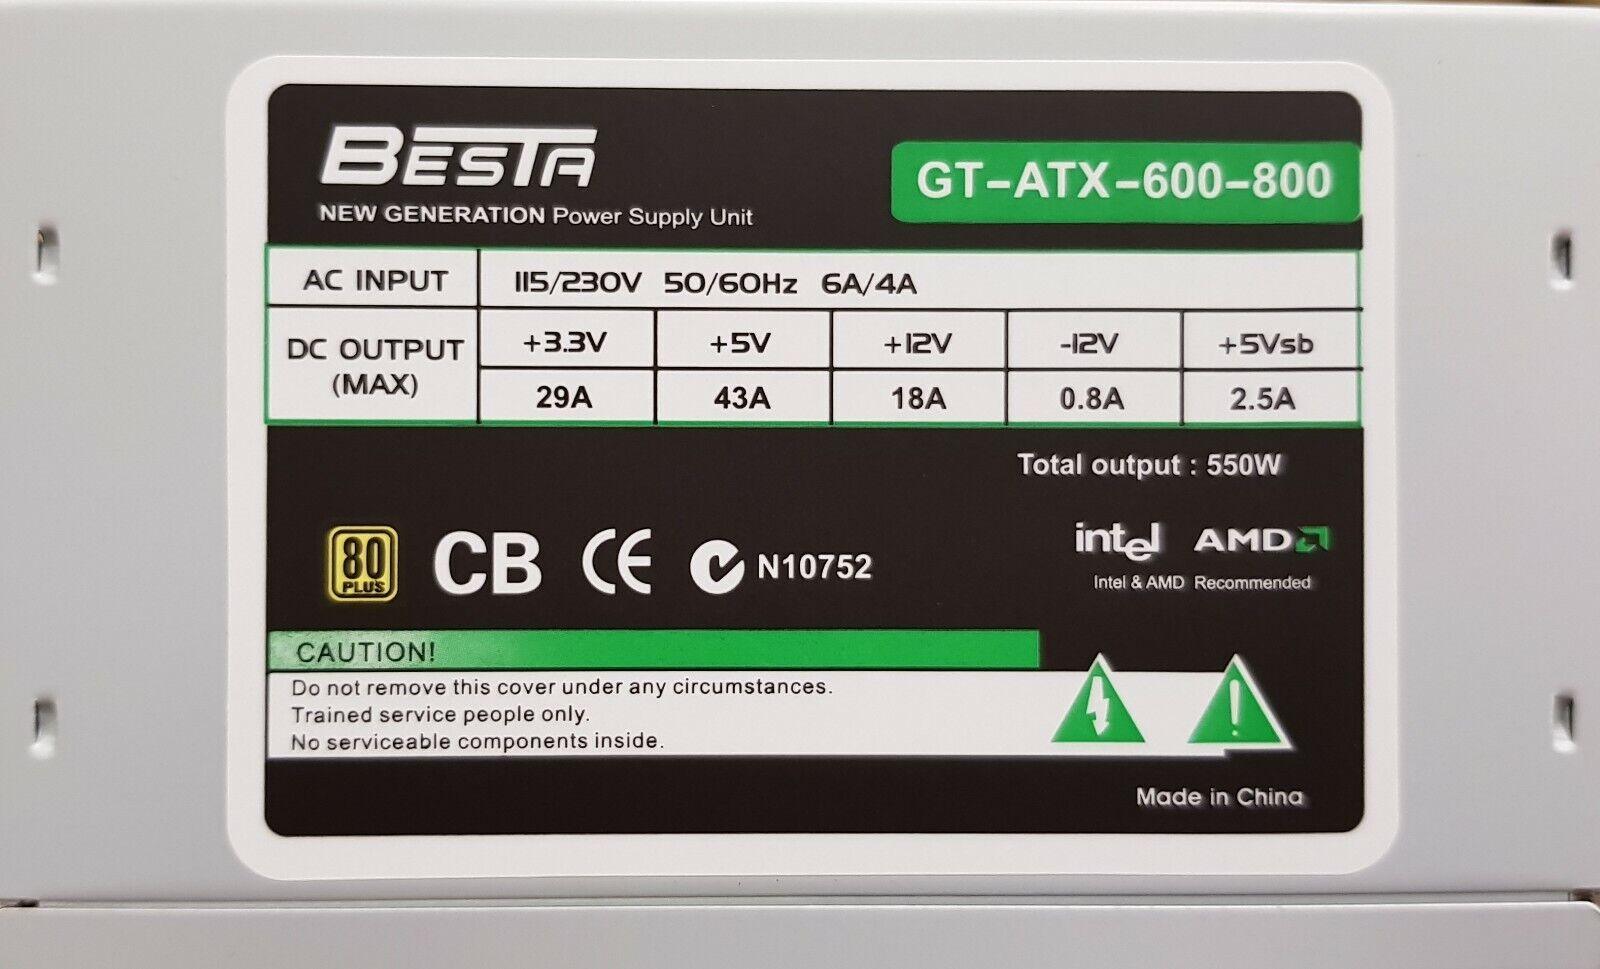 BESTA
NEW GENERATION Power Supply Unit
GT-ATX-600-800
AC INPUT 115/230V 50/60Hz 6A/4A
DC OUTPUT (MAX) +3.3V +5V +12V -12V +5Vsb
29A 43A 18A 0.8A 2.5A
Total output : 550W
80 PLUS CB CE N10752
intel AMD
Intel & AMD Recommended
CAUTION!
Do not remove this cover under any circumstances.
Trained service people only.
No serviceable components inside.
Made in China